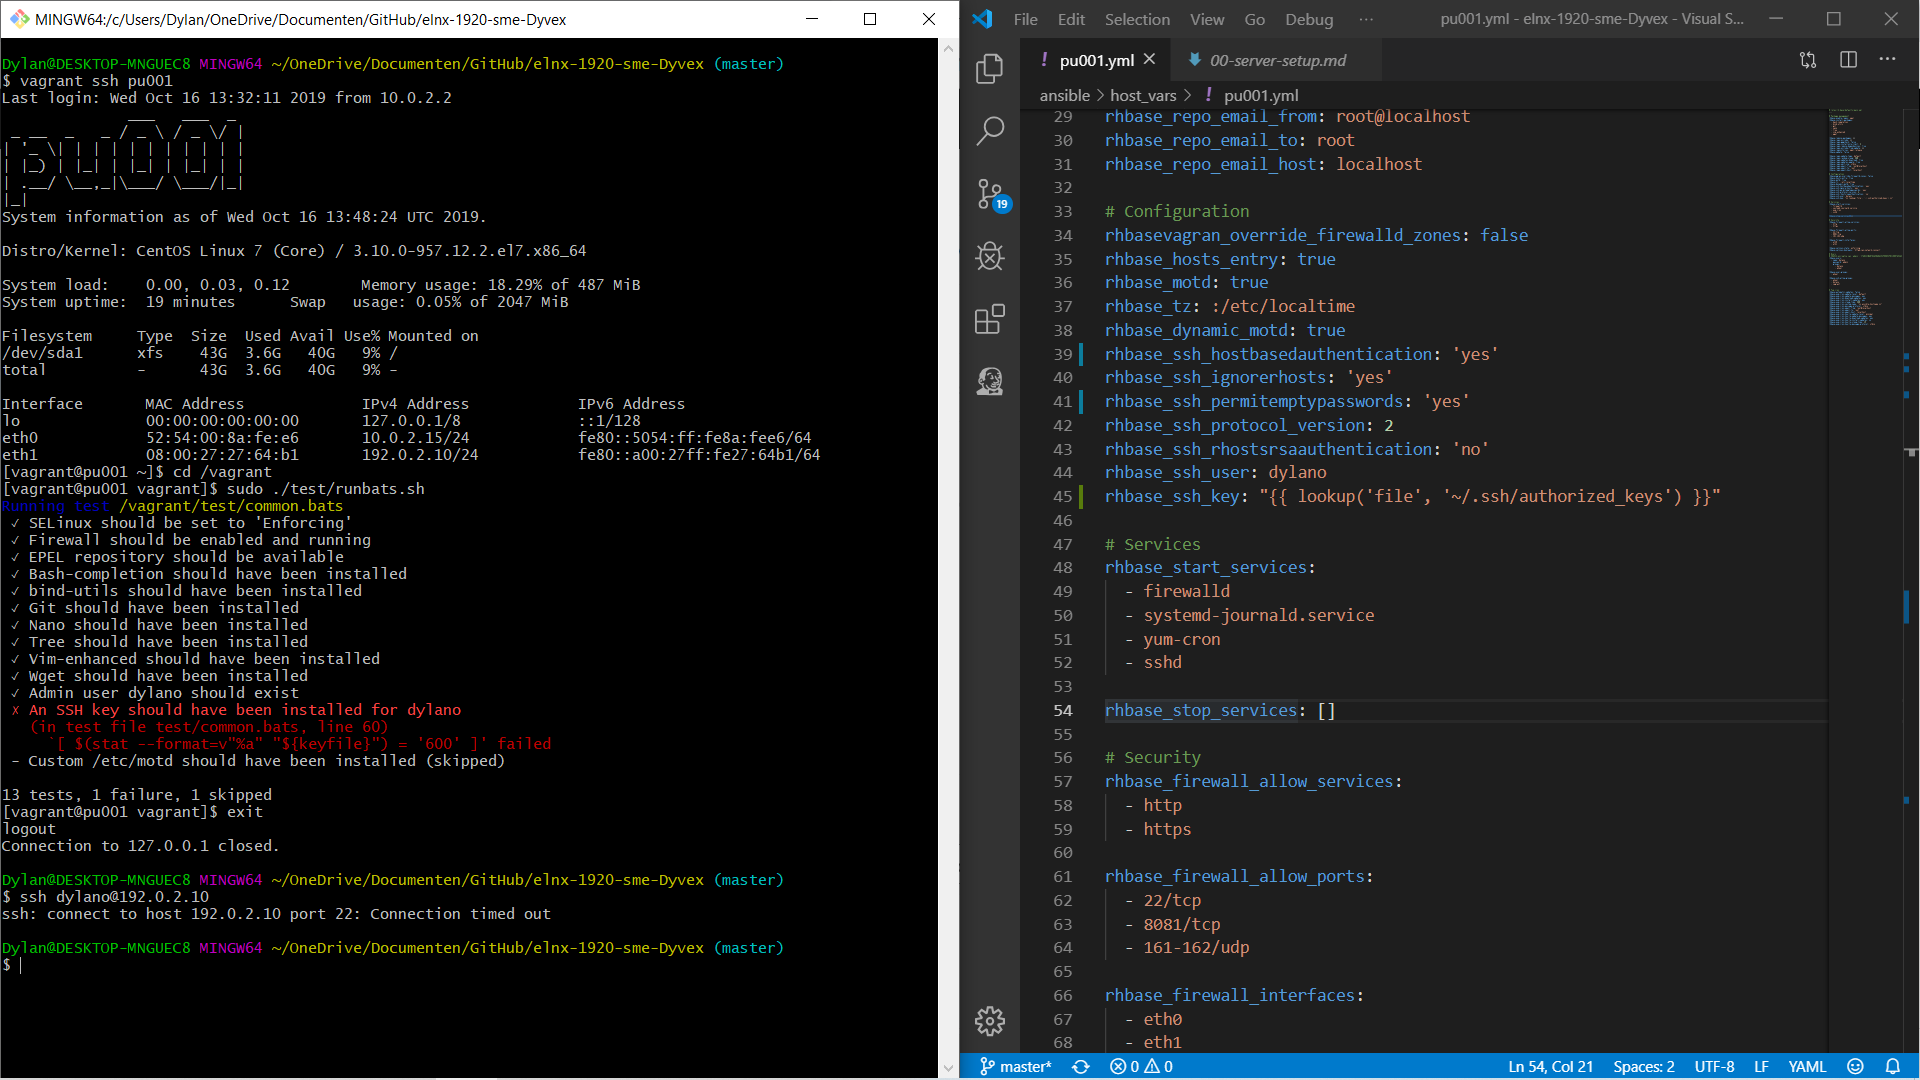 MINGW64:/c/Users/Dylan/OneDrive/Documenten/GitHub/elnx-1920-sme-Dyvex
Dylan@DESKTOP-MNGUEC8 MINGW64 ~/OneDrive/Documenten/GitHub/elnx-1920-sme-Dyvex (master)
$ vagrant ssh pu001
Last login: Wed Oct 16 13:32:11 2019 from 10.0.2.2
pu001
System information as of Wed Oct 16 13:48:24 UTC 2019.
Distro/Kernel: CentOS Linux 7 (Core) / 3.10.0-957.12.2.el7.x86_64
System load:    0.00, 0.03, 0.12        Memory usage: 18.29% of 487 MiB
System uptime:  19 minutes      Swap   usage: 0.05% of 2047 MiB
Filesystem     Type  Size  Used Avail Use% Mounted on
/dev/sda1      xfs    43G  3.6G   40G   9% /
total          -      43G  3.6G   40G   9% -
Interface       MAC Address             IPv4 Address            IPv6 Address
lo              00:00:00:00:00:00       127.0.0.1/8             ::1/128
eth0            52:54:00:8a:fe:e6       10.0.2.15/24            fe80::5054:ff:fe8a:fee6/64
eth1            08:00:27:27:64:b1       192.0.2.10/24           fe80::a00:27ff:fe27:64b1/64
[vagrant@pu001 ~]$ cd /vagrant
[vagrant@pu001 vagrant]$ sudo ./test/runbats.sh
Running test /vagrant/test/common.bats
✓ SELinux should be set to 'Enforcing'
✓ Firewall should be enabled and running
✓ EPEL repository should be available
✓ Bash-completion should have been installed
✓ bind-utils should have been installed
✓ Git should have been installed
✓ Nano should have been installed
✓ Tree should have been installed
✓ Vim-enhanced should have been installed
✓ Wget should have been installed
✓ Admin user dylano should exist
✗ An SSH key should have been installed for dylano
(in test file test/common.bats, line 60)
`[ $(stat --format=v"%a" "${keyfile}") = '600' ]' failed
- Custom /etc/motd should have been installed (skipped)
13 tests, 1 failure, 1 skipped
[vagrant@pu001 vagrant]$ exit
logout
Connection to 127.0.0.1 closed.
Dylan@DESKTOP-MNGUEC8 MINGW64 ~/OneDrive/Documenten/GitHub/elnx-1920-sme-Dyvex (master)
$ ssh dylano@192.0.2.10
ssh: connect to host 192.0.2.10 port 22: Connection timed out
Dylan@DESKTOP-MNGUEC8 MINGW64 ~/OneDrive/Documenten/GitHub/elnx-1920-sme-Dyvex (master)
$
File Edit Selection View Go Debug ··· pu001.yml - elnx-1920-sme-Dyvex - Visual S...
! pu001.yml 00-server-setup.md
ansible > host_vars > ! pu001.yml
19
29 rhbase_repo_email_from: root@localhost
30 rhbase_repo_email_to: root
31 rhbase_repo_email_host: localhost
32
33 # Configuration
34 rhbasevagran_override_firewalld_zones: false
35 rhbase_hosts_entry: true
36 rhbase_motd: true
37 rhbase_tz: :/etc/localtime
38 rhbase_dynamic_motd: true
39 rhbase_ssh_hostbasedauthentication: 'yes'
40 rhbase_ssh_ignorerhosts: 'yes'
41 rhbase_ssh_permitemptypasswords: 'yes'
42 rhbase_ssh_protocol_version: 2
43 rhbase_ssh_rhostsrsaauthentication: 'no'
44 rhbase_ssh_user: dylano
45 rhbase_ssh_key: "{{ lookup('file', '~/.ssh/authorized_keys') }}"
46
47 # Services
48 rhbase_start_services:
49 - firewalld
50 - systemd-journald.service
51 - yum-cron
52 - sshd
53
54 rhbase_stop_services: []
55
56 # Security
57 rhbase_firewall_allow_services:
58 - http
59 - https
60
61 rhbase_firewall_allow_ports:
62 - 22/tcp
63 - 8081/tcp
64 - 161-162/udp
65
66 rhbase_firewall_interfaces:
67 - eth0
68 - eth1
master* 0 0 Ln 54, Col 21 Spaces: 2 UTF-8 LF YAML